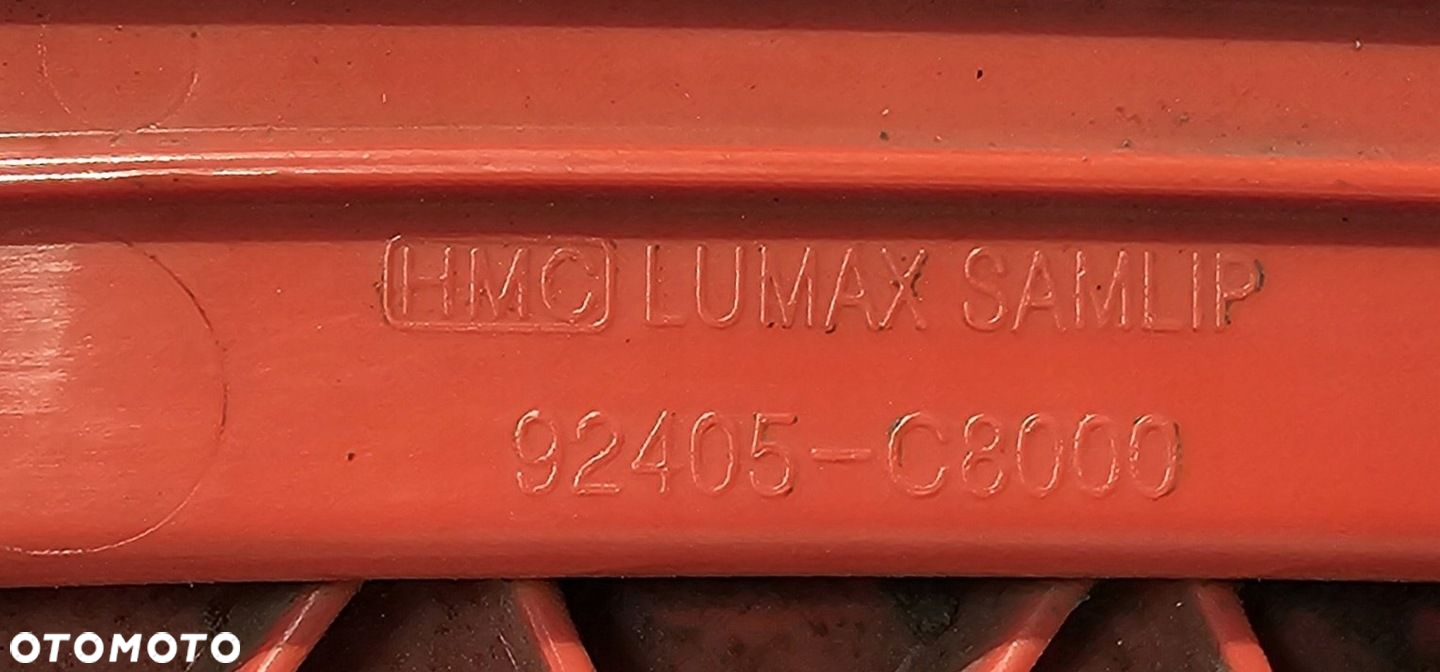 HMC LUMAX SAMLIP
92405-C8000
OTOMOTO